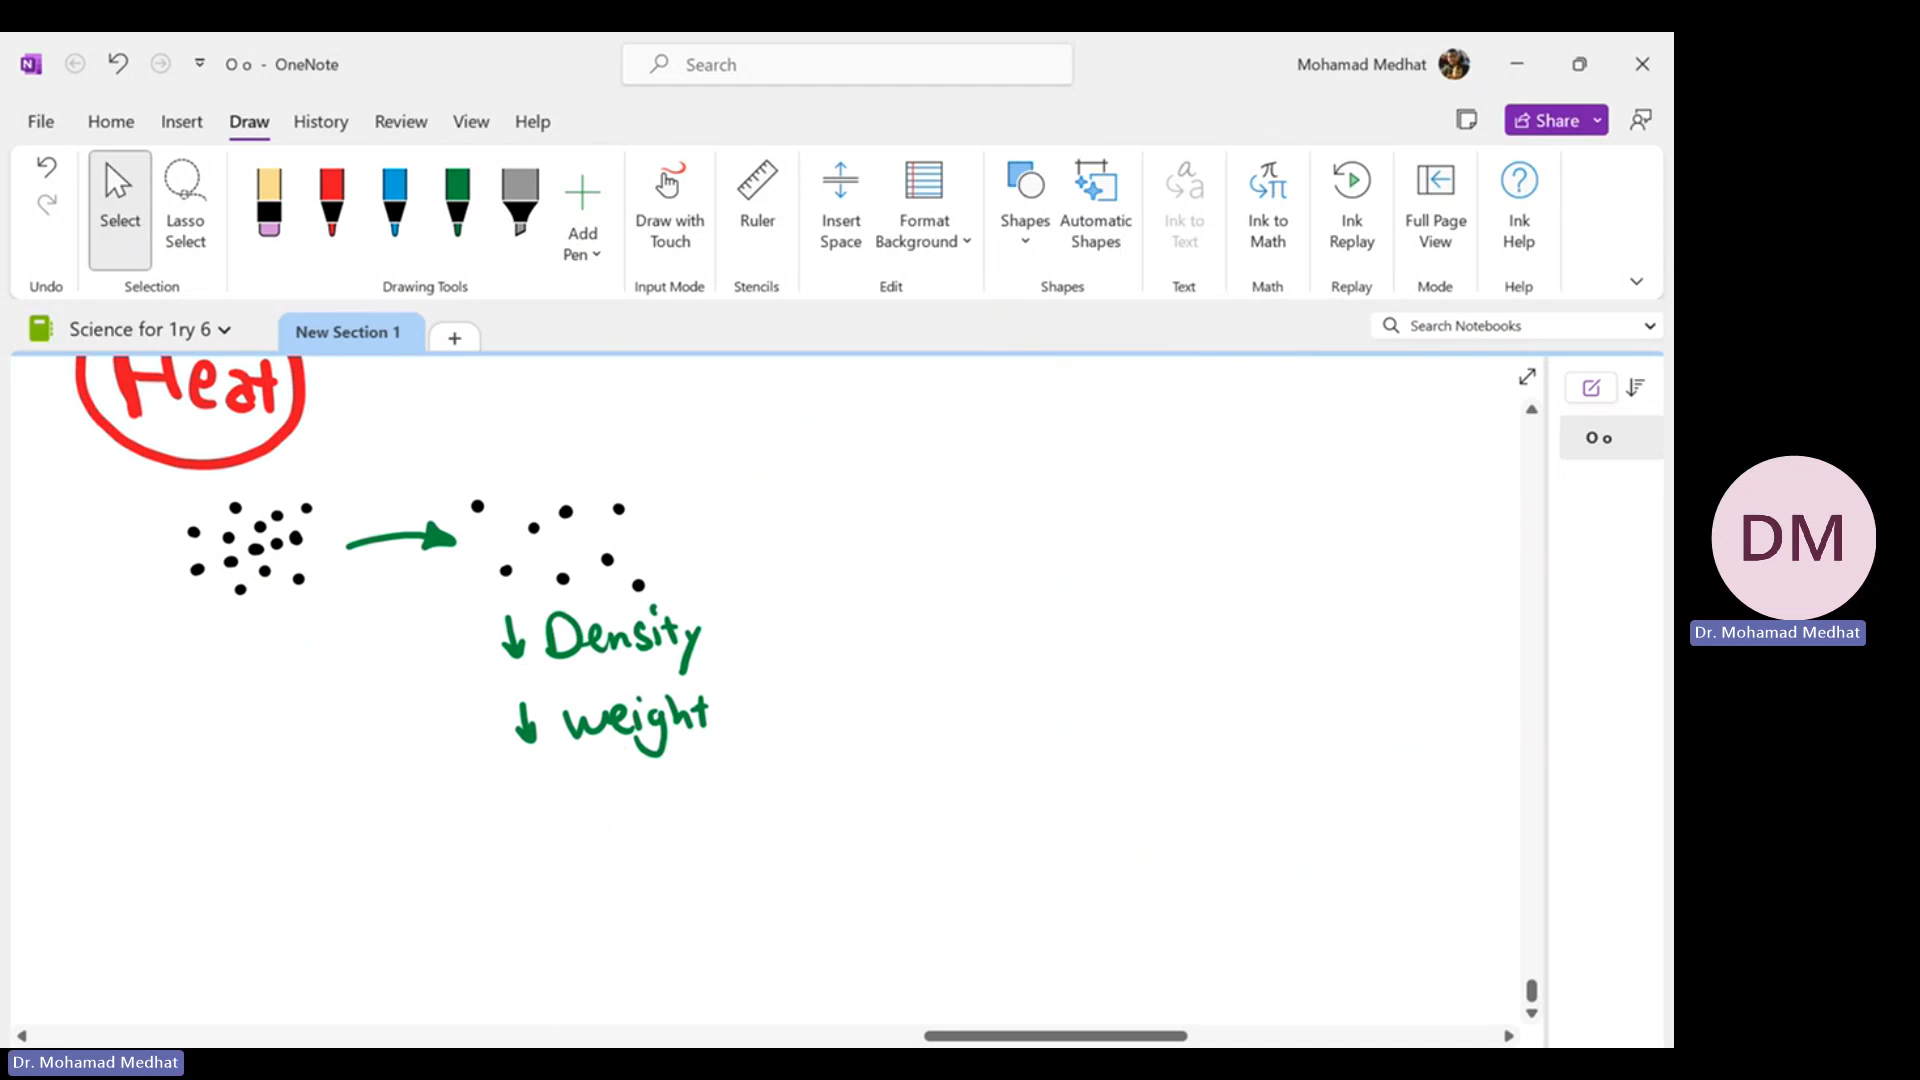 O o - OneNote
Search
Mohamad Medhat
File Home Insert Draw History Review View Help
Share
Select
Lasso Select
Add Pen
Draw with Touch
Ruler
Insert Space
Format Background
Shapes
Automatic Shapes
Ink to Text
Ink to Math
Ink Replay
Full Page View
Ink Help
Undo Selection Drawing Tools Input Mode Stencils Edit Shapes Text Math Replay Mode Help
Science for 1ry 6
New Section 1
Search Notebooks
Heat
O o
Density
weight
DM
Dr. Mohamad Medhat
Dr. Mohamad Medhat